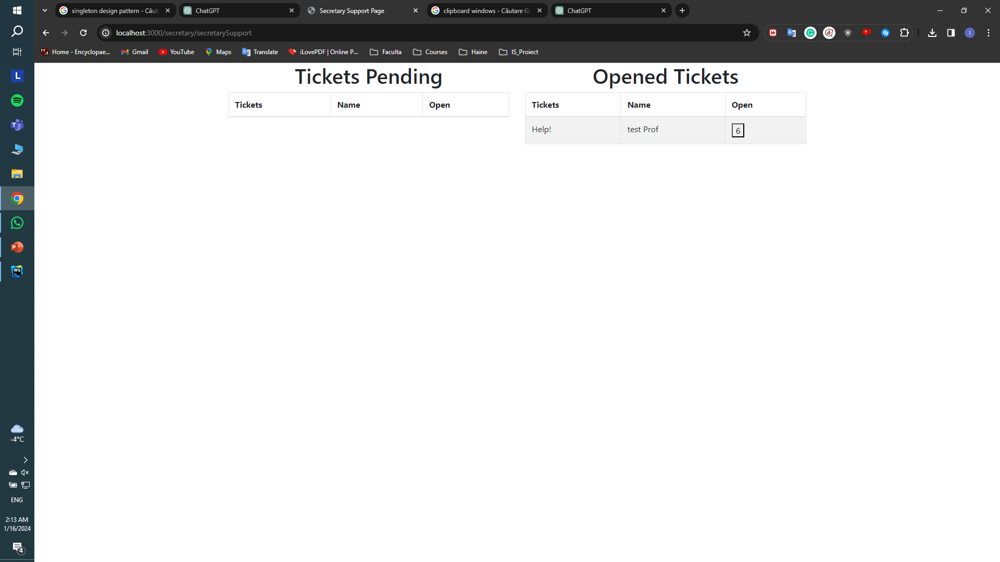 singleton design pattern - Căut
ChatGPT
Secretary Support Page
clipboard windows - Căutare Go
ChatGPT
localhost:3000/secretary/secretarySupport
Home - Encyclopae...
Gmail
YouTube
Maps
Translate
iLovePDF | Online P...
Faculta
Courses
Haine
IS_Proiect
Tickets Pending
Tickets Name Open
Opened Tickets
Tickets Name Open
Help! test Prof 6
L
T
P
WS
-4°C
ENG
2:13 AM
1/16/2024
4